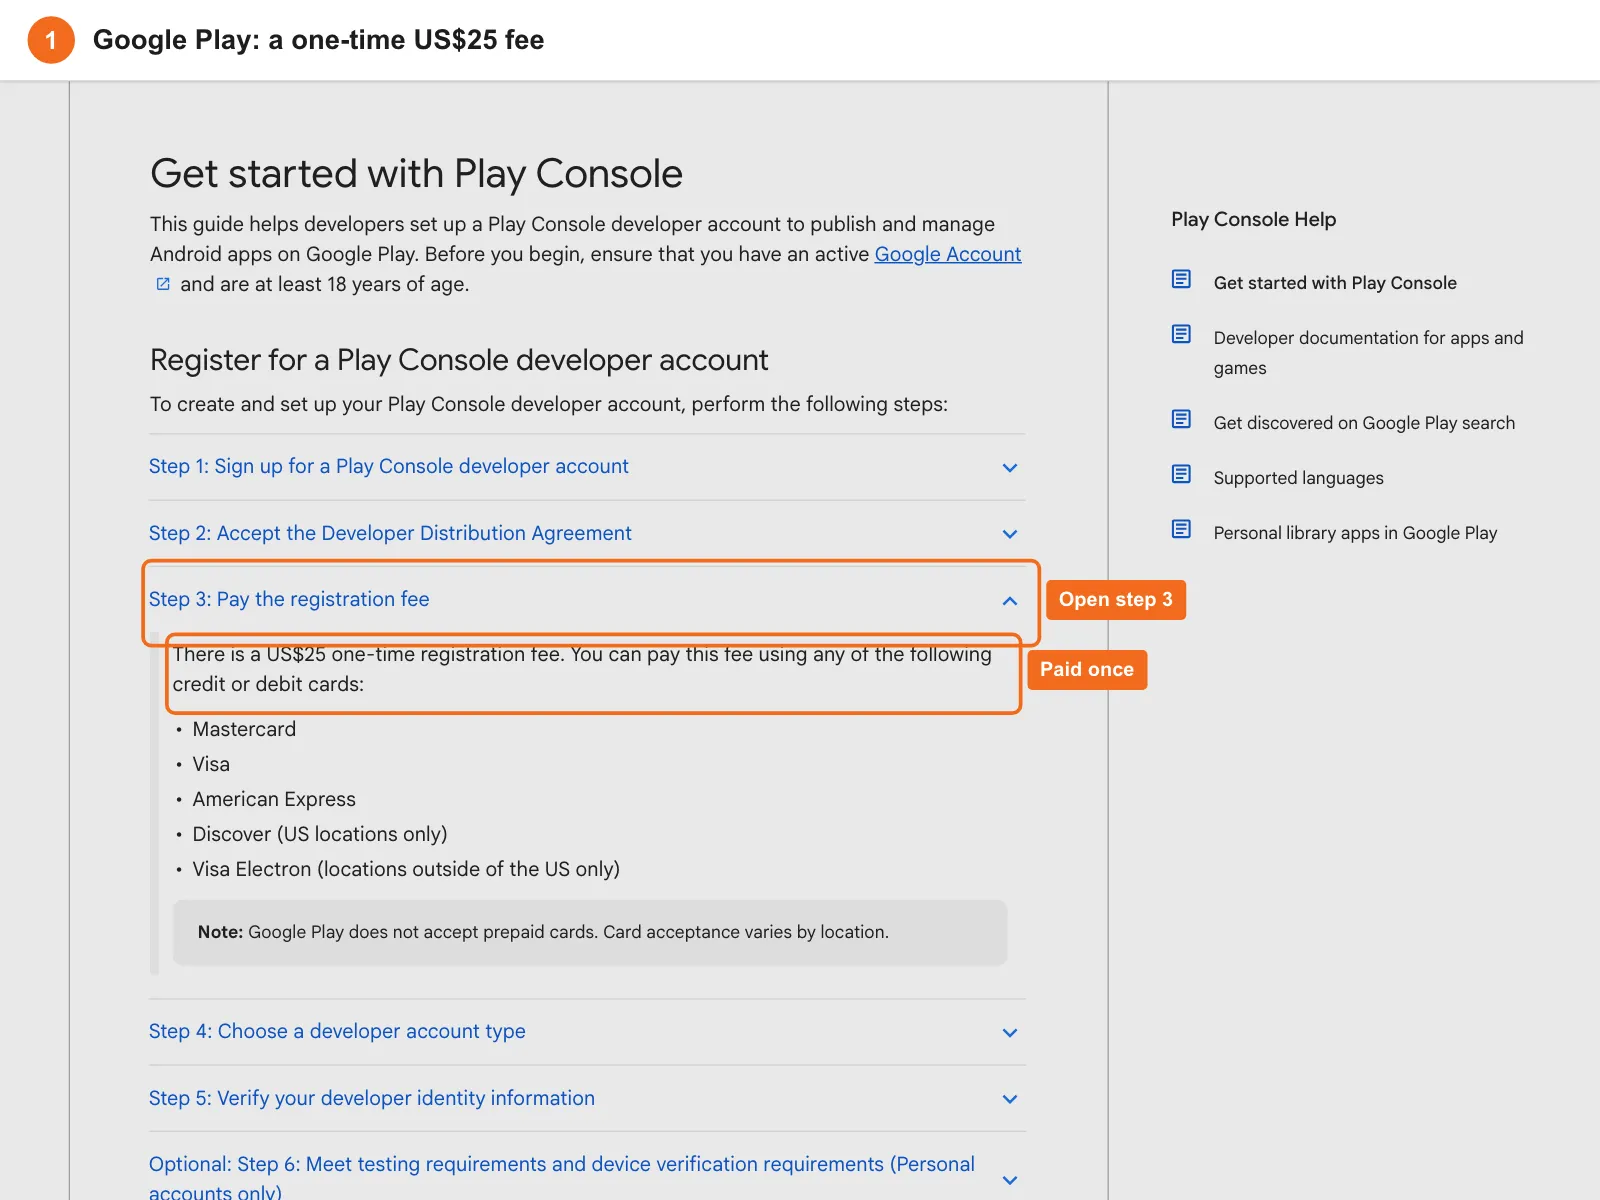 1
Google Play: a one-time US$25 fee
Get started with Play Console
This guide helps developers set up a Play Console developer account to publish and manage
Android apps on Google Play. Before you begin, ensure that you have an active Google Account
and are at least 18 years of age.
Register for a Play Console developer account
To create and set up your Play Console developer account, perform the following steps:
Step 1: Sign up for a Play Console developer account
Step 2: Accept the Developer Distribution Agreement
Step 3: Pay the registration fee
Open step 3
There is a US$25 one-time registration fee. You can pay this fee using any of the following
credit or debit cards:
Paid once
• Mastercard
• Visa
• American Express
• Discover (US locations only)
• Visa Electron (locations outside of the US only)
Note: Google Play does not accept prepaid cards. Card acceptance varies by location.
Step 4: Choose a developer account type
Step 5: Verify your developer identity information
Optional: Step 6: Meet testing requirements and device verification requirements (Personal
accounts only)
Play Console Help
Get started with Play Console
Developer documentation for apps and
games
Get discovered on Google Play search
Supported languages
Personal library apps in Google Play